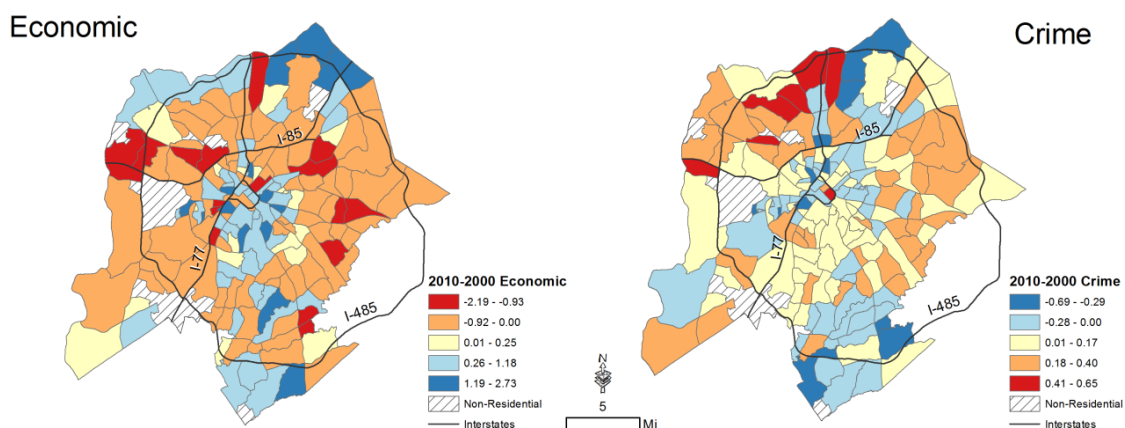 Economic
I-85
I-77
I-485
2010-2000 Economic
-2.19 - -0.93
-0.92 - 0.00
0.01 - 0.25
0.26 - 1.18
1.19 - 2.73
Non-Residential
Interstates
N
5
Mi
Crime
I-85
I-77
I-485
2010-2000 Crime
-0.69 - -0.29
-0.28 - 0.00
0.01 - 0.17
0.18 - 0.40
0.41 - 0.65
Non-Residential
Interstates